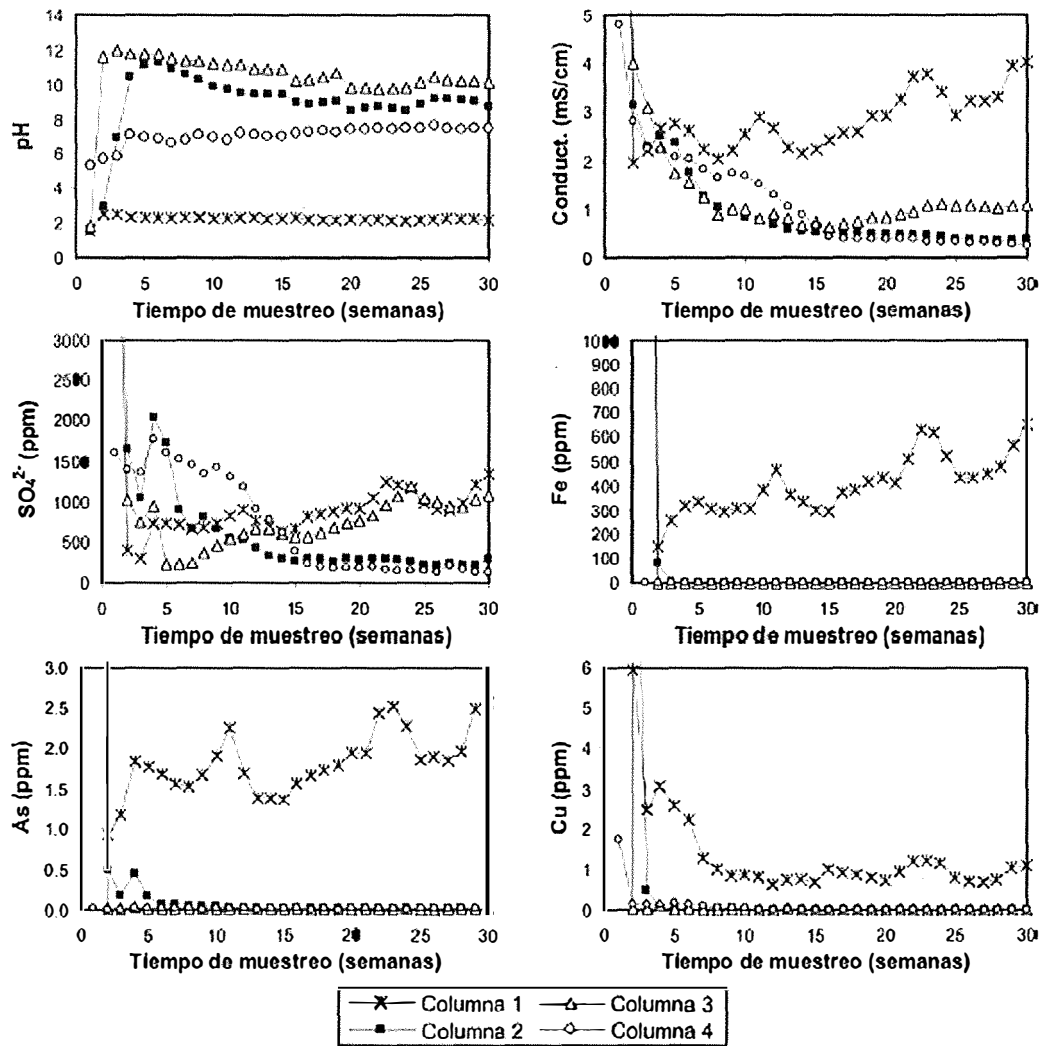 14
12
10
8
6
4
2
0
pH
0 5 10 15 20 25 30
Tiempo de muestreo (semanas)
5
4
3
2
1
0
Conduct. (mS/cm)
0 5 10 15 20 25 30
Tiempo de muestreo (semanas)
3000
2000
1000
500
0
SO₄²⁻ (ppm)
0 5 10 15 20 25 30
Tiempo de muestreo (semanas)
900
800
700
600
500
400
300
200
100
0
Fe (ppm)
0 5 10 15 20 25 30
Tiempo de muestreo (semanas)
3.0
2.5
2.0
1.5
1.0
0.5
0.0
As (ppm)
0 5 10 15 25 30
Tiempo de muestreo (semanas)
6
5
4
3
2
1
0
Cu (ppm)
0 5 10 15 20 25 30
Tiempo de muestreo (semanas)
Columna 1 Columna 3
Columna 2 Columna 4